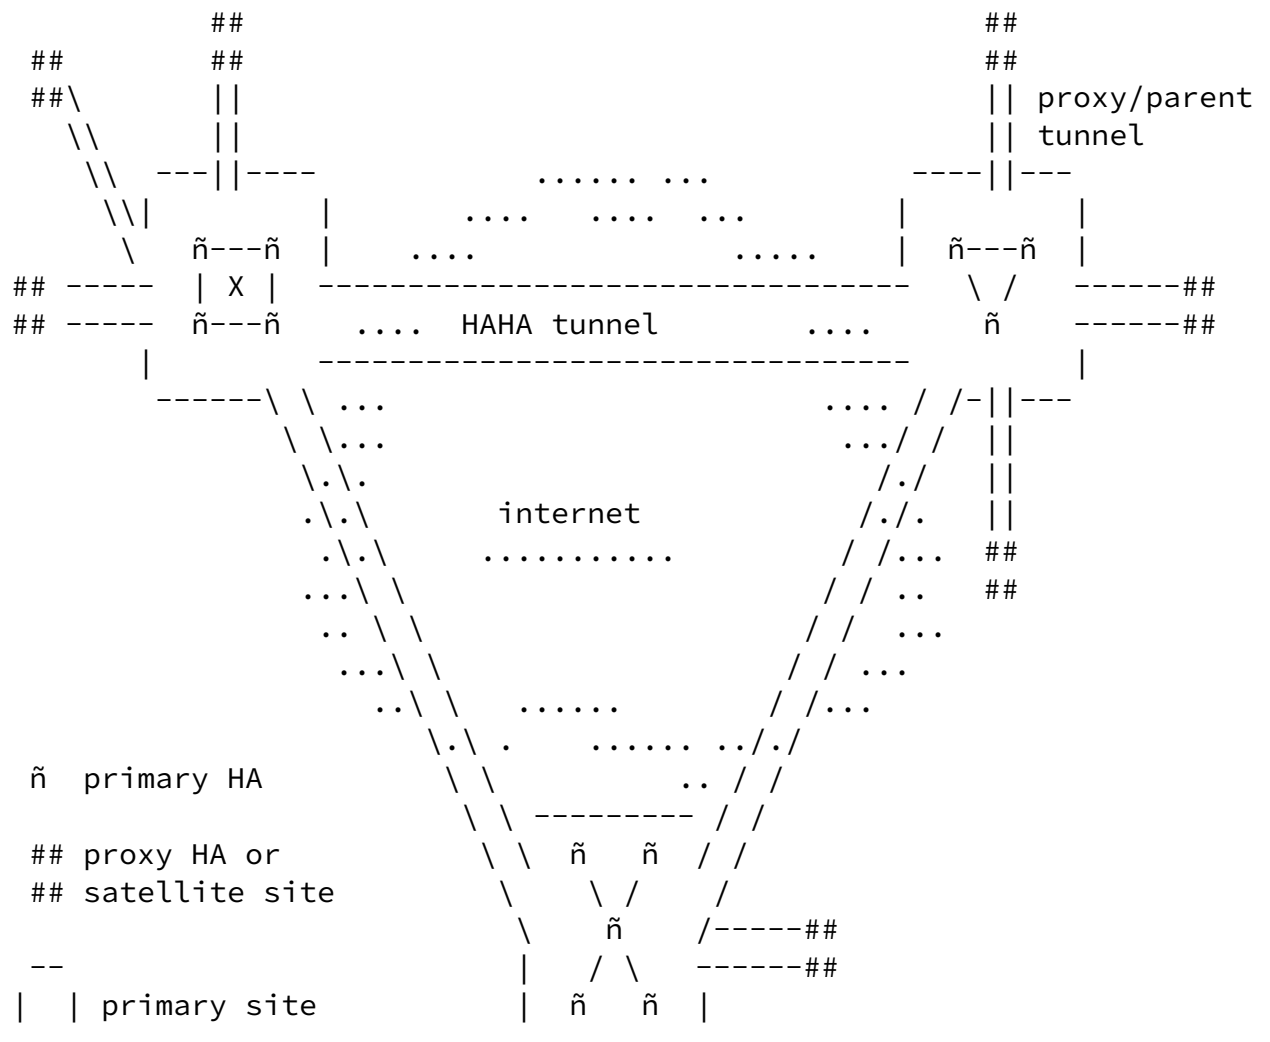 ## ##
## ## ##
##\ || || proxy/parent
\\ || || tunnel
\\ ---||---- ...... ... ----||---
\\| | .... .... ... | |
\ ñ---ñ | .... ..... | ñ---ñ |
## ----- | X | --------------------------------- \ / ------##
## ----- ñ---ñ .... HAHA tunnel .... ñ ------##
| --------------------------------- |
------\ \ ... .... / /-||---
\ \... .../ / ||
\.\. /./ ||
.\.\ internet /./. ||
.\.\ ........... / /... ##
...\ \ / / .. ##
.. \ \ / / ...
...\ \ / / ...
..\ \ ...... / /...
\. \ . ...... .././
ñ primary HA \ \ .. / /
\ \ --------- / /
## proxy HA or \ \ ñ ñ / /
## satellite site \ \ / /
\ ñ /-----##
-- | / \ ------##
| | primary site | ñ ñ |